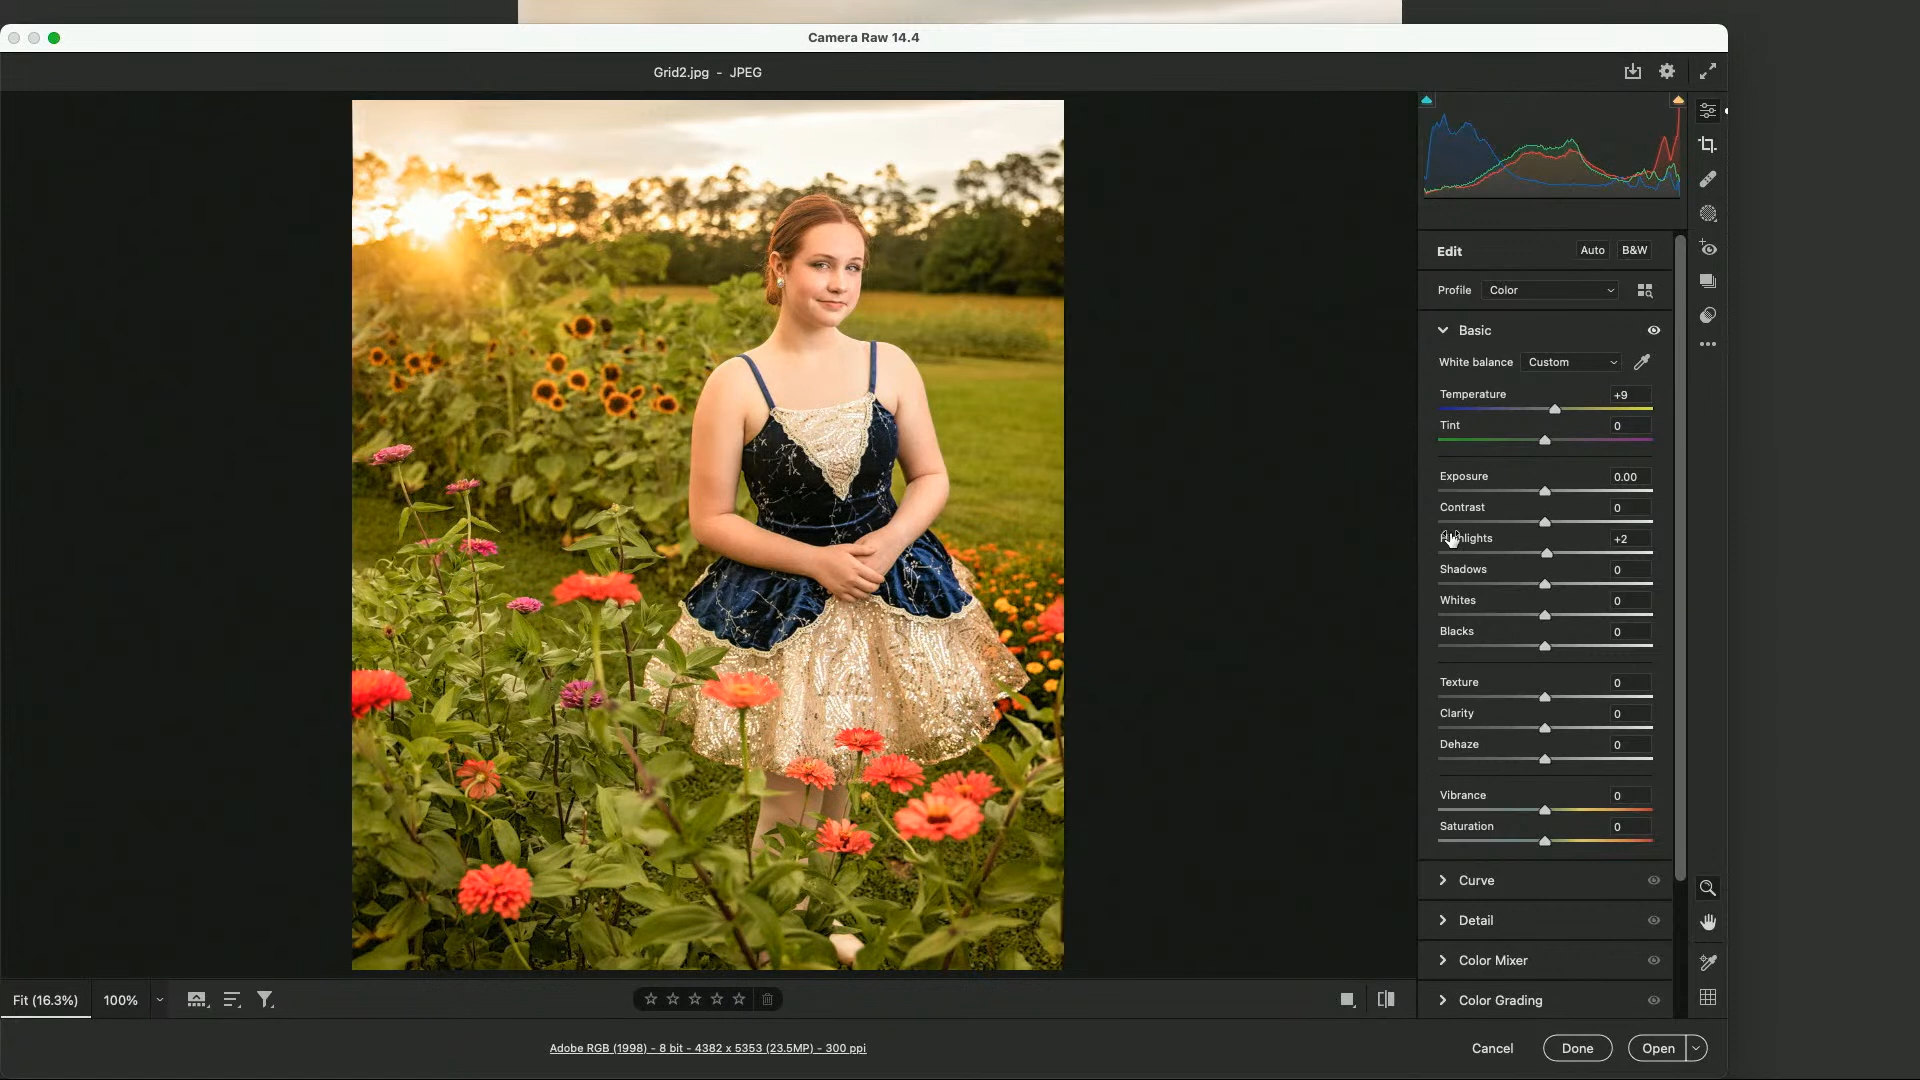 Camera Raw 14.4
Grid2.jpg - JPEG
Edit Auto B&W
Profile Color
Basic
White balance Custom
Temperature +9
Tint 0
Exposure 0.00
Contrast 0
Highlights +2
Shadows 0
Whites 0
Blacks 0
Texture 0
Clarity 0
Dehaze 0
Vibrance 0
Saturation 0
Curve
Detail
Color Mixer
Color Grading
Fit (16.3%) 100%
Adobe RGB (1998) - 8 bit - 4382 x 5353 (23.5MP) - 300 ppi
Cancel Done Open